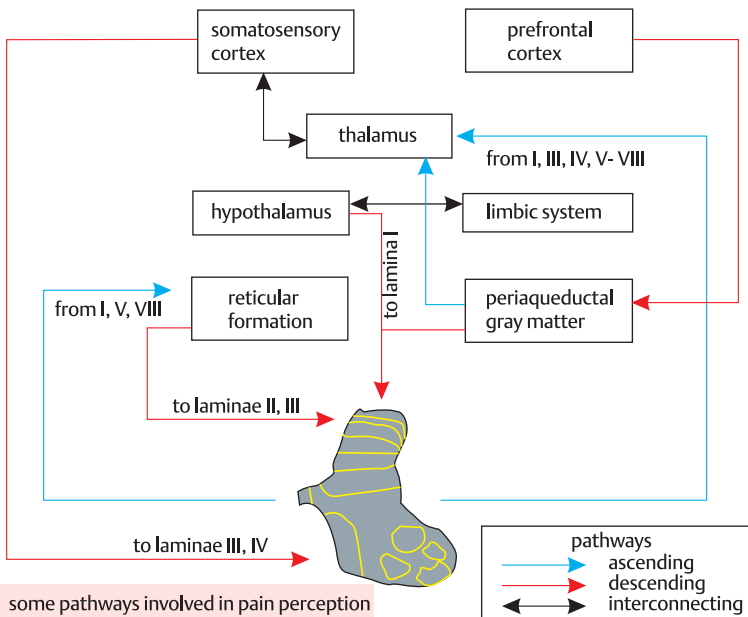 somatosensory
cortex
prefrontal
cortex
thalamus
from I, III, IV, V- VIII
hypothalamus
limbic system
to lamina I
from I, V, VIII
reticular
formation
periaqueductal
gray matter
to laminae II, III
to laminae III, IV
pathways
ascending
descending
interconnecting
some pathways involved in pain perception